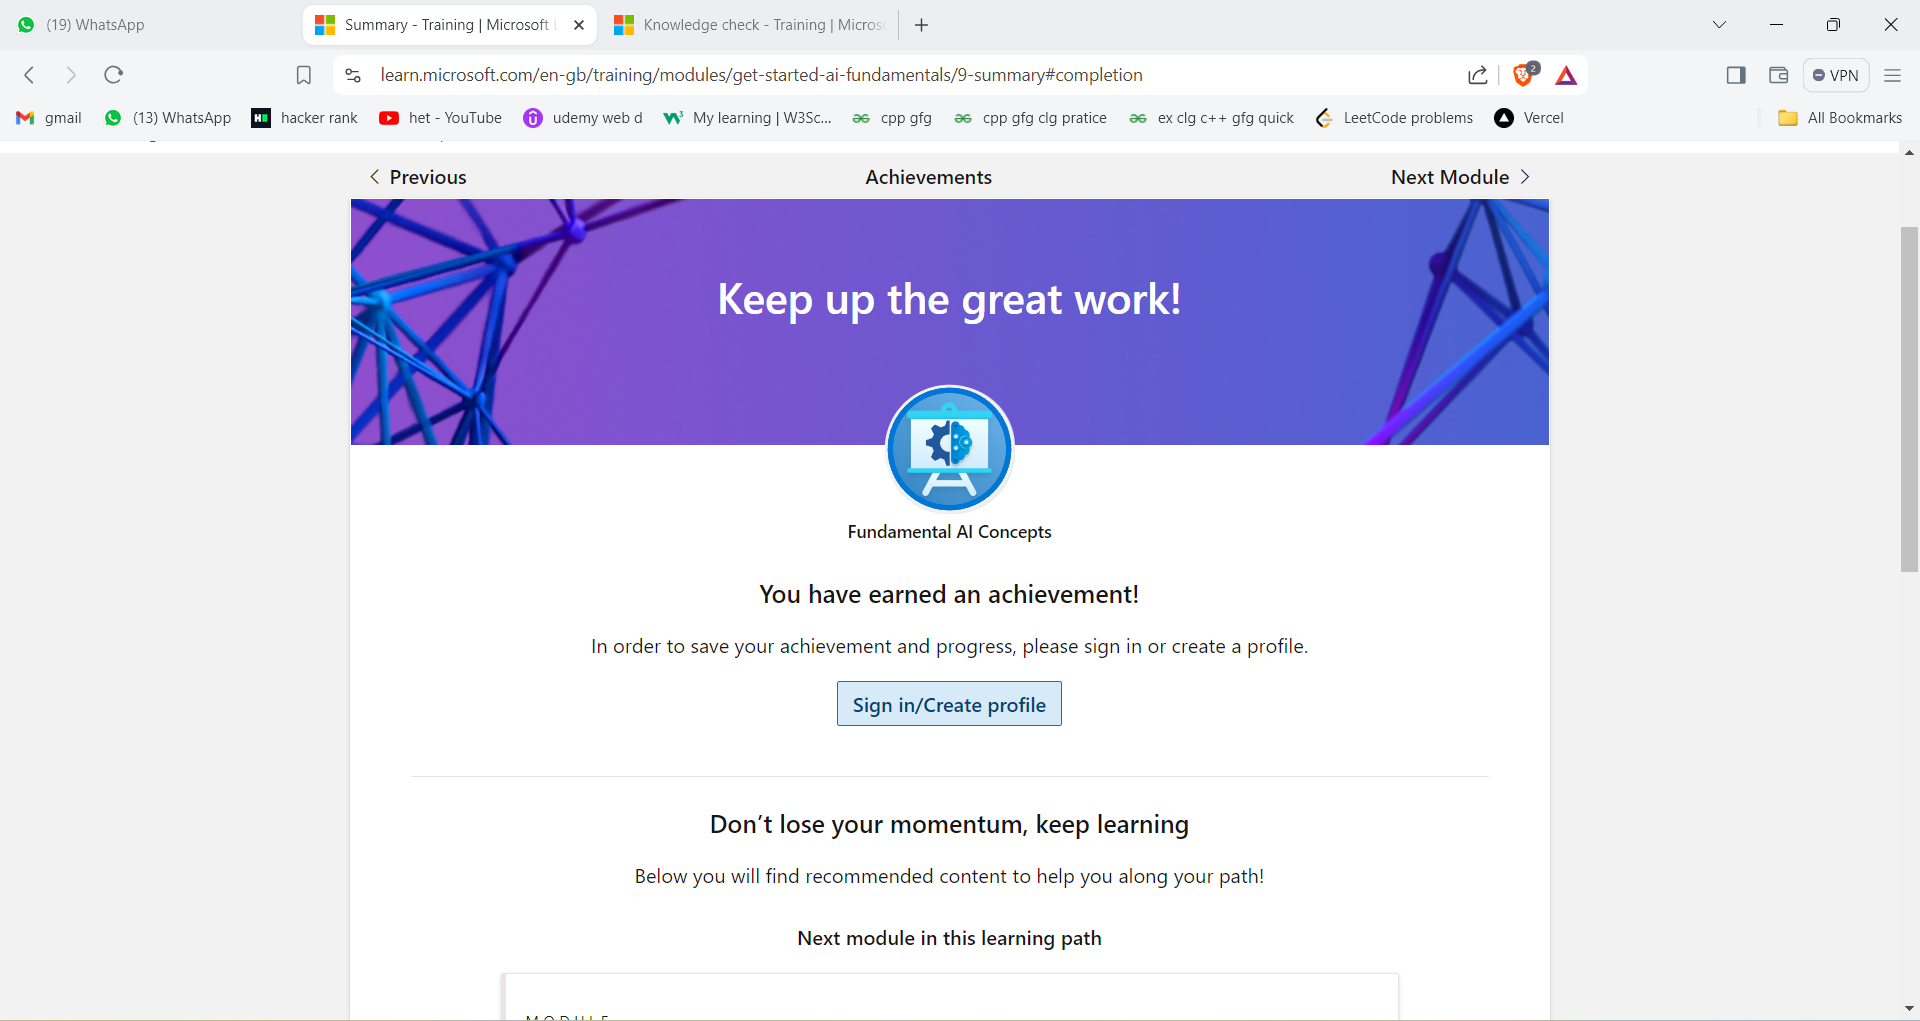 (19) WhatsApp
Summary - Training | Microsoft
Knowledge check - Training | Micros
learn.microsoft.com/en-gb/training/modules/get-started-ai-fundamentals/9-summary#completion
2
VPN
gmail
(13) WhatsApp
hacker rank
het - YouTube
udemy web d
My learning | W3Sc...
cpp gfg
cpp gfg clg pratice
ex clg c++ gfg quick
LeetCode problems
Vercel
All Bookmarks
Previous
Achievements
Next Module
Keep up the great work!
Fundamental AI Concepts
You have earned an achievement!
In order to save your achievement and progress, please sign in or create a profile.
Sign in/Create profile
Don’t lose your momentum, keep learning
Below you will find recommended content to help you along your path!
Next module in this learning path
MODULE